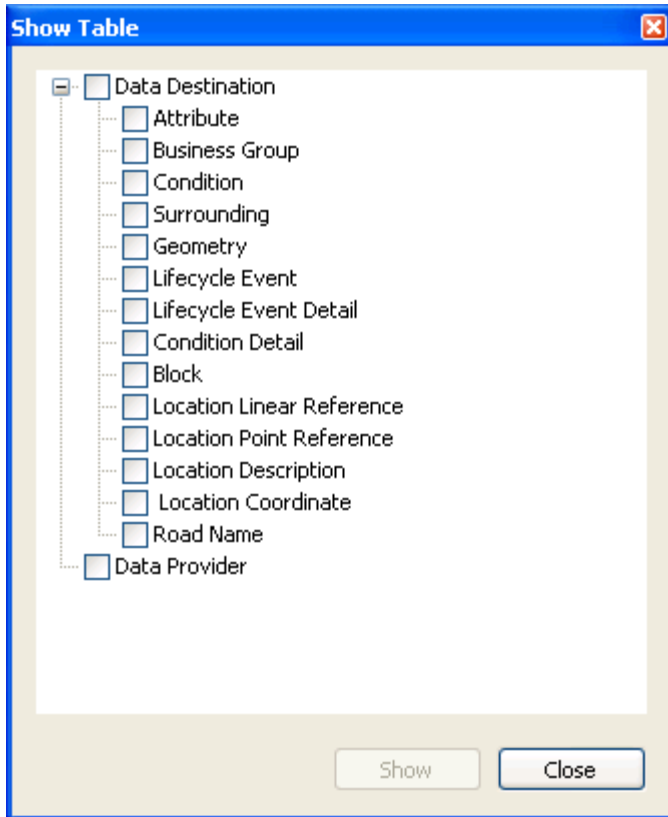 Show Table
Data Destination
Attribute
Business Group
Condition
Surrounding
Geometry
Lifecycle Event
Lifecycle Event Detail
Condition Detail
Block
Location Linear Reference
Location Point Reference
Location Description
Location Coordinate
Road Name
Data Provider
Show Close